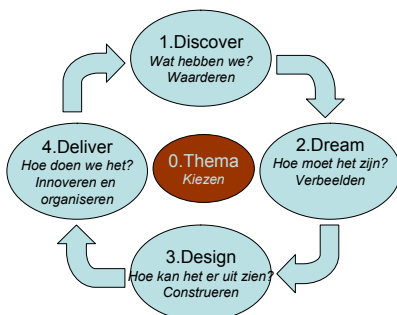 1.Discover
Wat hebben we?
Waarderen
2.Dream
Hoe moet het zijn?
Verbeelden
3.Design
Hoe kan het er uit zien?
Construeren
4.Deliver
Hoe doen we het?
Innoveren en
organiseren
0.Thema
Kiezen